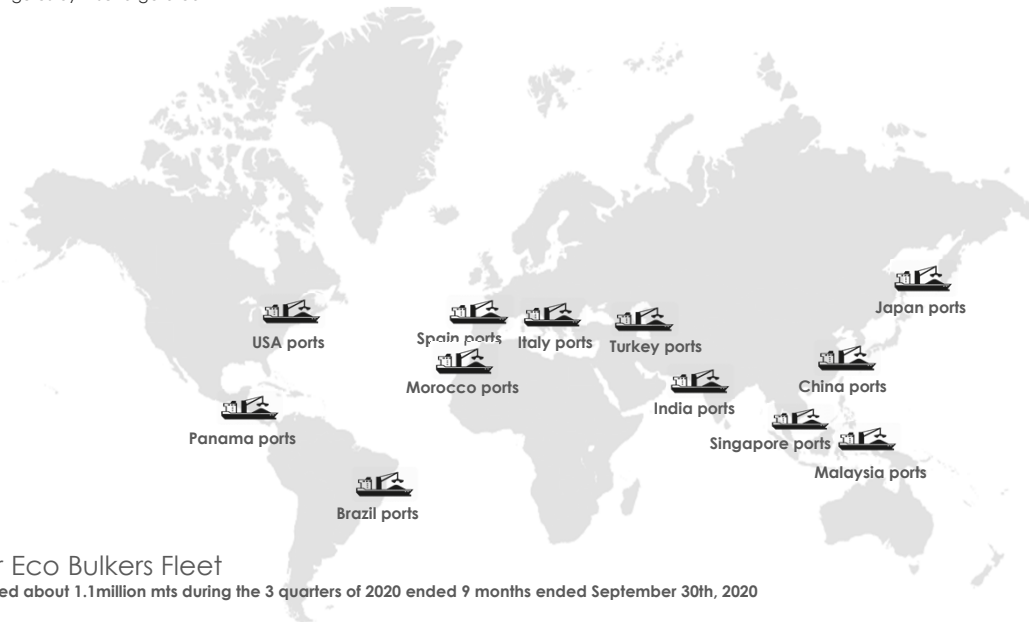 Japan ports
USA ports
Spain ports
Italy ports
Turkey ports
Morocco ports
China ports
India ports
Panama ports
Singapore ports
Malaysia ports
Brazil ports
Eco Bulkers Fleet
about 1.1million mts during the 3 quarters of 2020 ended 9 months ended September 30th, 2020